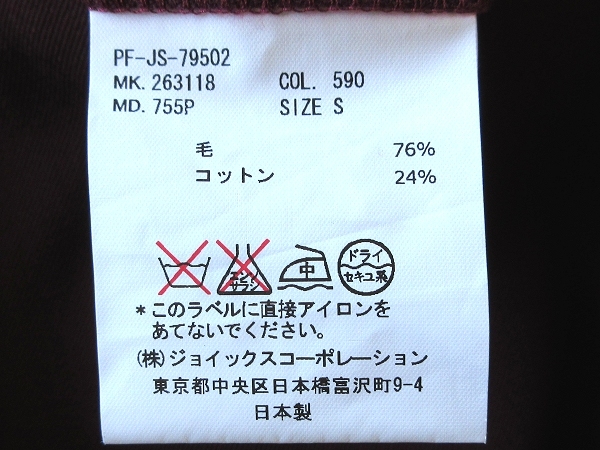 PF-JS-79502
MK. 263118 COL. 590
MD. 755P SIZE S
毛 76%
コットン 24%
エンソサラシ 中 ドライ
セキユ系
*このラベルに直接アイロンを
あてないでください。
(株)ジョイックスコーポレーション
東京都中央区日本橋富沢町9-4
日本製